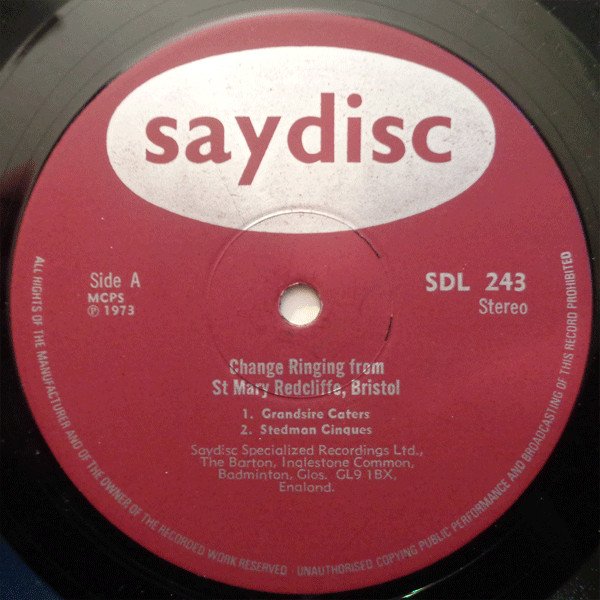 saydisc
Side A
MCPS
℗ 1973
SDL 243
Stereo
Change Ringing from
St Mary Redcliffe, Bristol
1. Grandsire Caters
2. Stedman Cinques
Saydisc Specialized Recordings Ltd.,
The Barton, Inglestone Common,
Badminton, Glos. GL9 1BX,
England.
ALL RIGHTS OF THE MANUFACTURER AND OF THE OWNER OF THE RECORDED WORK RESERVED · UNAUTHORISED COPYING PUBLIC PERFORMANCE AND BROADCASTING OF THIS RECORD PROHIBITED